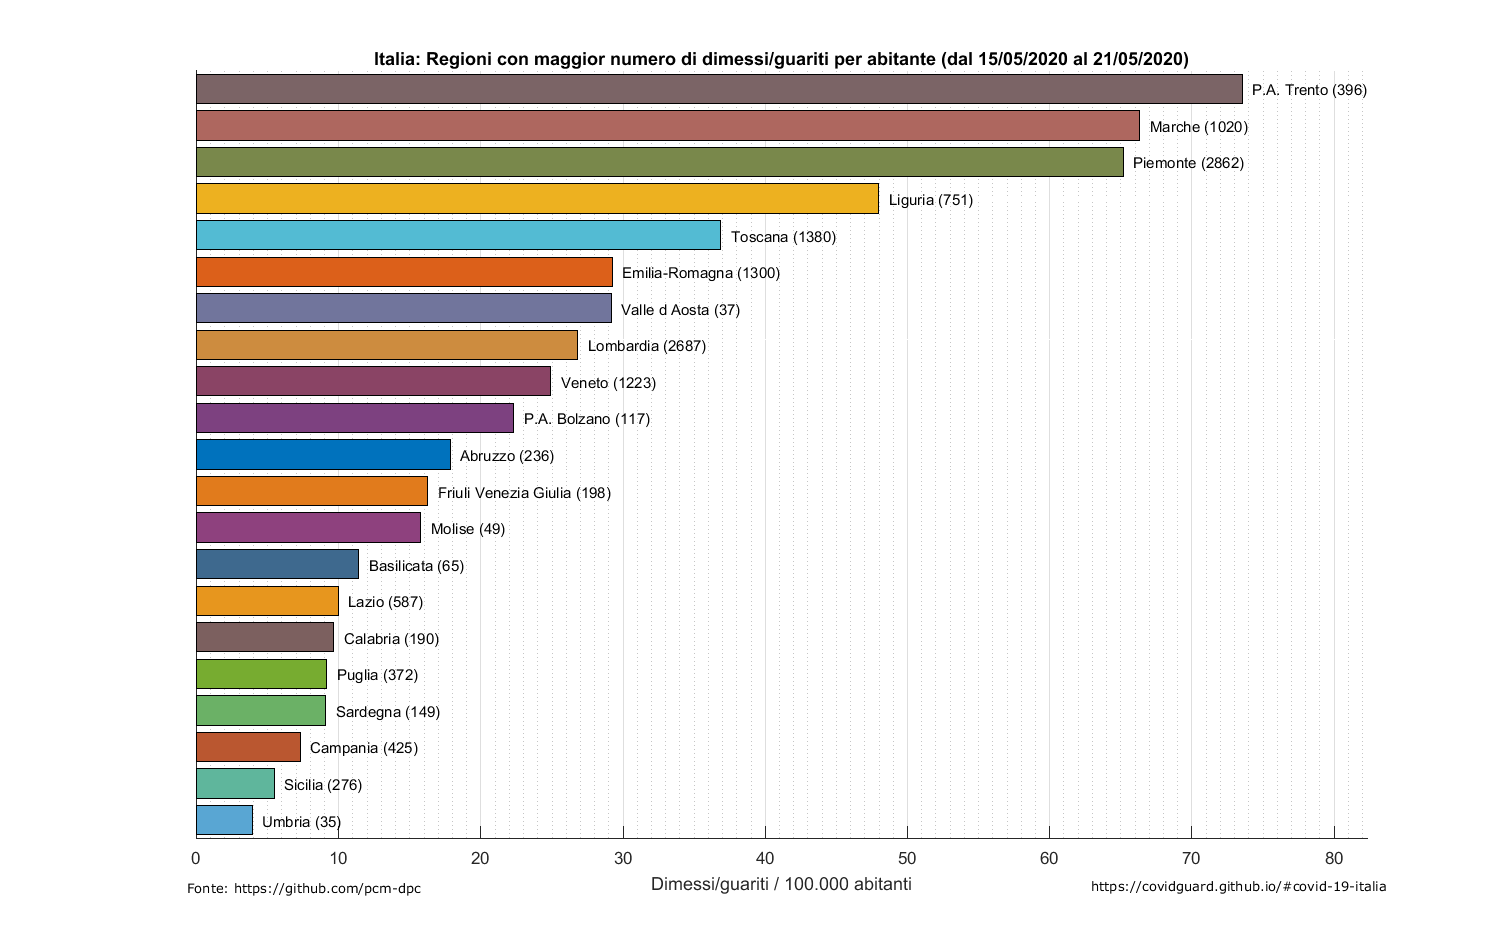 Italia: Regioni con maggior numero di dimessi/guariti per abitante (dal 15/05/2020 al 21/05/2020)
P.A. Trento (396)
Marche (1020)
Piemonte (2862)
Liguria (751)
Toscana (1380)
Emilia-Romagna (1300)
Valle d Aosta (37)
Lombardia (2687)
Veneto (1223)
P.A. Bolzano (117)
Abruzzo (236)
Friuli Venezia Giulia (198)
Molise (49)
Basilicata (65)
Lazio (587)
Calabria (190)
Puglia (372)
Sardegna (149)
Campania (425)
Sicilia (276)
Umbria (35)
0 10 20 30 40 50 60 70 80
Dimessi/guariti / 100.000 abitanti
Fonte: https://github.com/pcm-dpc
https://covidguard.github.io/#covid-19-italia